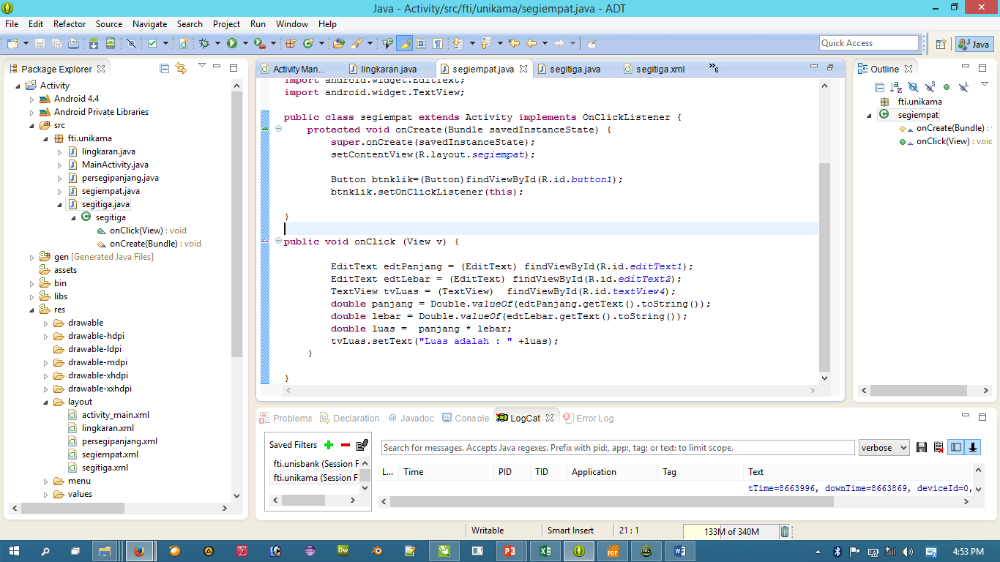 Java - Activity/src/fti/unikama/segiempat.java - ADT
File Edit Refactor Source Navigate Search Project Run Window Help
Quick Access
Java
Package Explorer
Activity
Android 4.4
Android Private Libraries
src
fti.unikama
lingkaran.java
MainActivity.java
persegipanjang.java
segiempat.java
segitiga.java
segitiga
onClick(View) : void
onCreate(Bundle) : void
gen [Generated Java Files]
assets
bin
libs
res
drawable
drawable-hdpi
drawable-ldpi
drawable-mdpi
drawable-xhdpi
drawable-xxhdpi
layout
activity_main.xml
lingkaran.xml
persegipanjang.xml
segiempat.xml
segitiga.xml
menu
values
Activity Man... lingkaran.java segiempat.java segitiga.java segitiga.xml »6
import android.widget.EditText;
import android.widget.TextView;
public class segiempat extends Activity implements OnClickListener {
protected void onCreate(Bundle savedInstanceState) {
super.onCreate(savedInstanceState);
setContentView(R.layout.segiempat);
Button btnklik=(Button)findViewById(R.id.button1);
btnklik.setOnClickListener(this);
}
public void onClick (View v) {
EditText edtPanjang = (EditText) findViewById(R.id.editText1);
EditText edtLebar = (EditText) findViewById(R.id.editText2);
TextView tvLuas = (TextView)  findViewById(R.id.textView4);
double panjang = Double.valueOf(edtPanjang.getText().toString());
double lebar = Double.valueOf(edtLebar.getText().toString());
double luas =  panjang * lebar;
tvLuas.setText("Luas adalah : " +luas);
}
}
Outline
fti.unikama
segiempat
onCreate(Bundle) :
onClick(View) : void
Problems Declaration @ Javadoc Console LogCat Error Log
Saved Filters
fti.unisbank (Session F
fti.unikama (Session F
Search for messages. Accepts Java regexes. Prefix with pid:, app:, tag: or text: to limit scope.
verbose
L... Time PID TID Application Tag Text
tTime=8663996, downTime=8663869, deviceId=0,
Writable Smart Insert 21 : 1 133M of 340M
4:53 PM